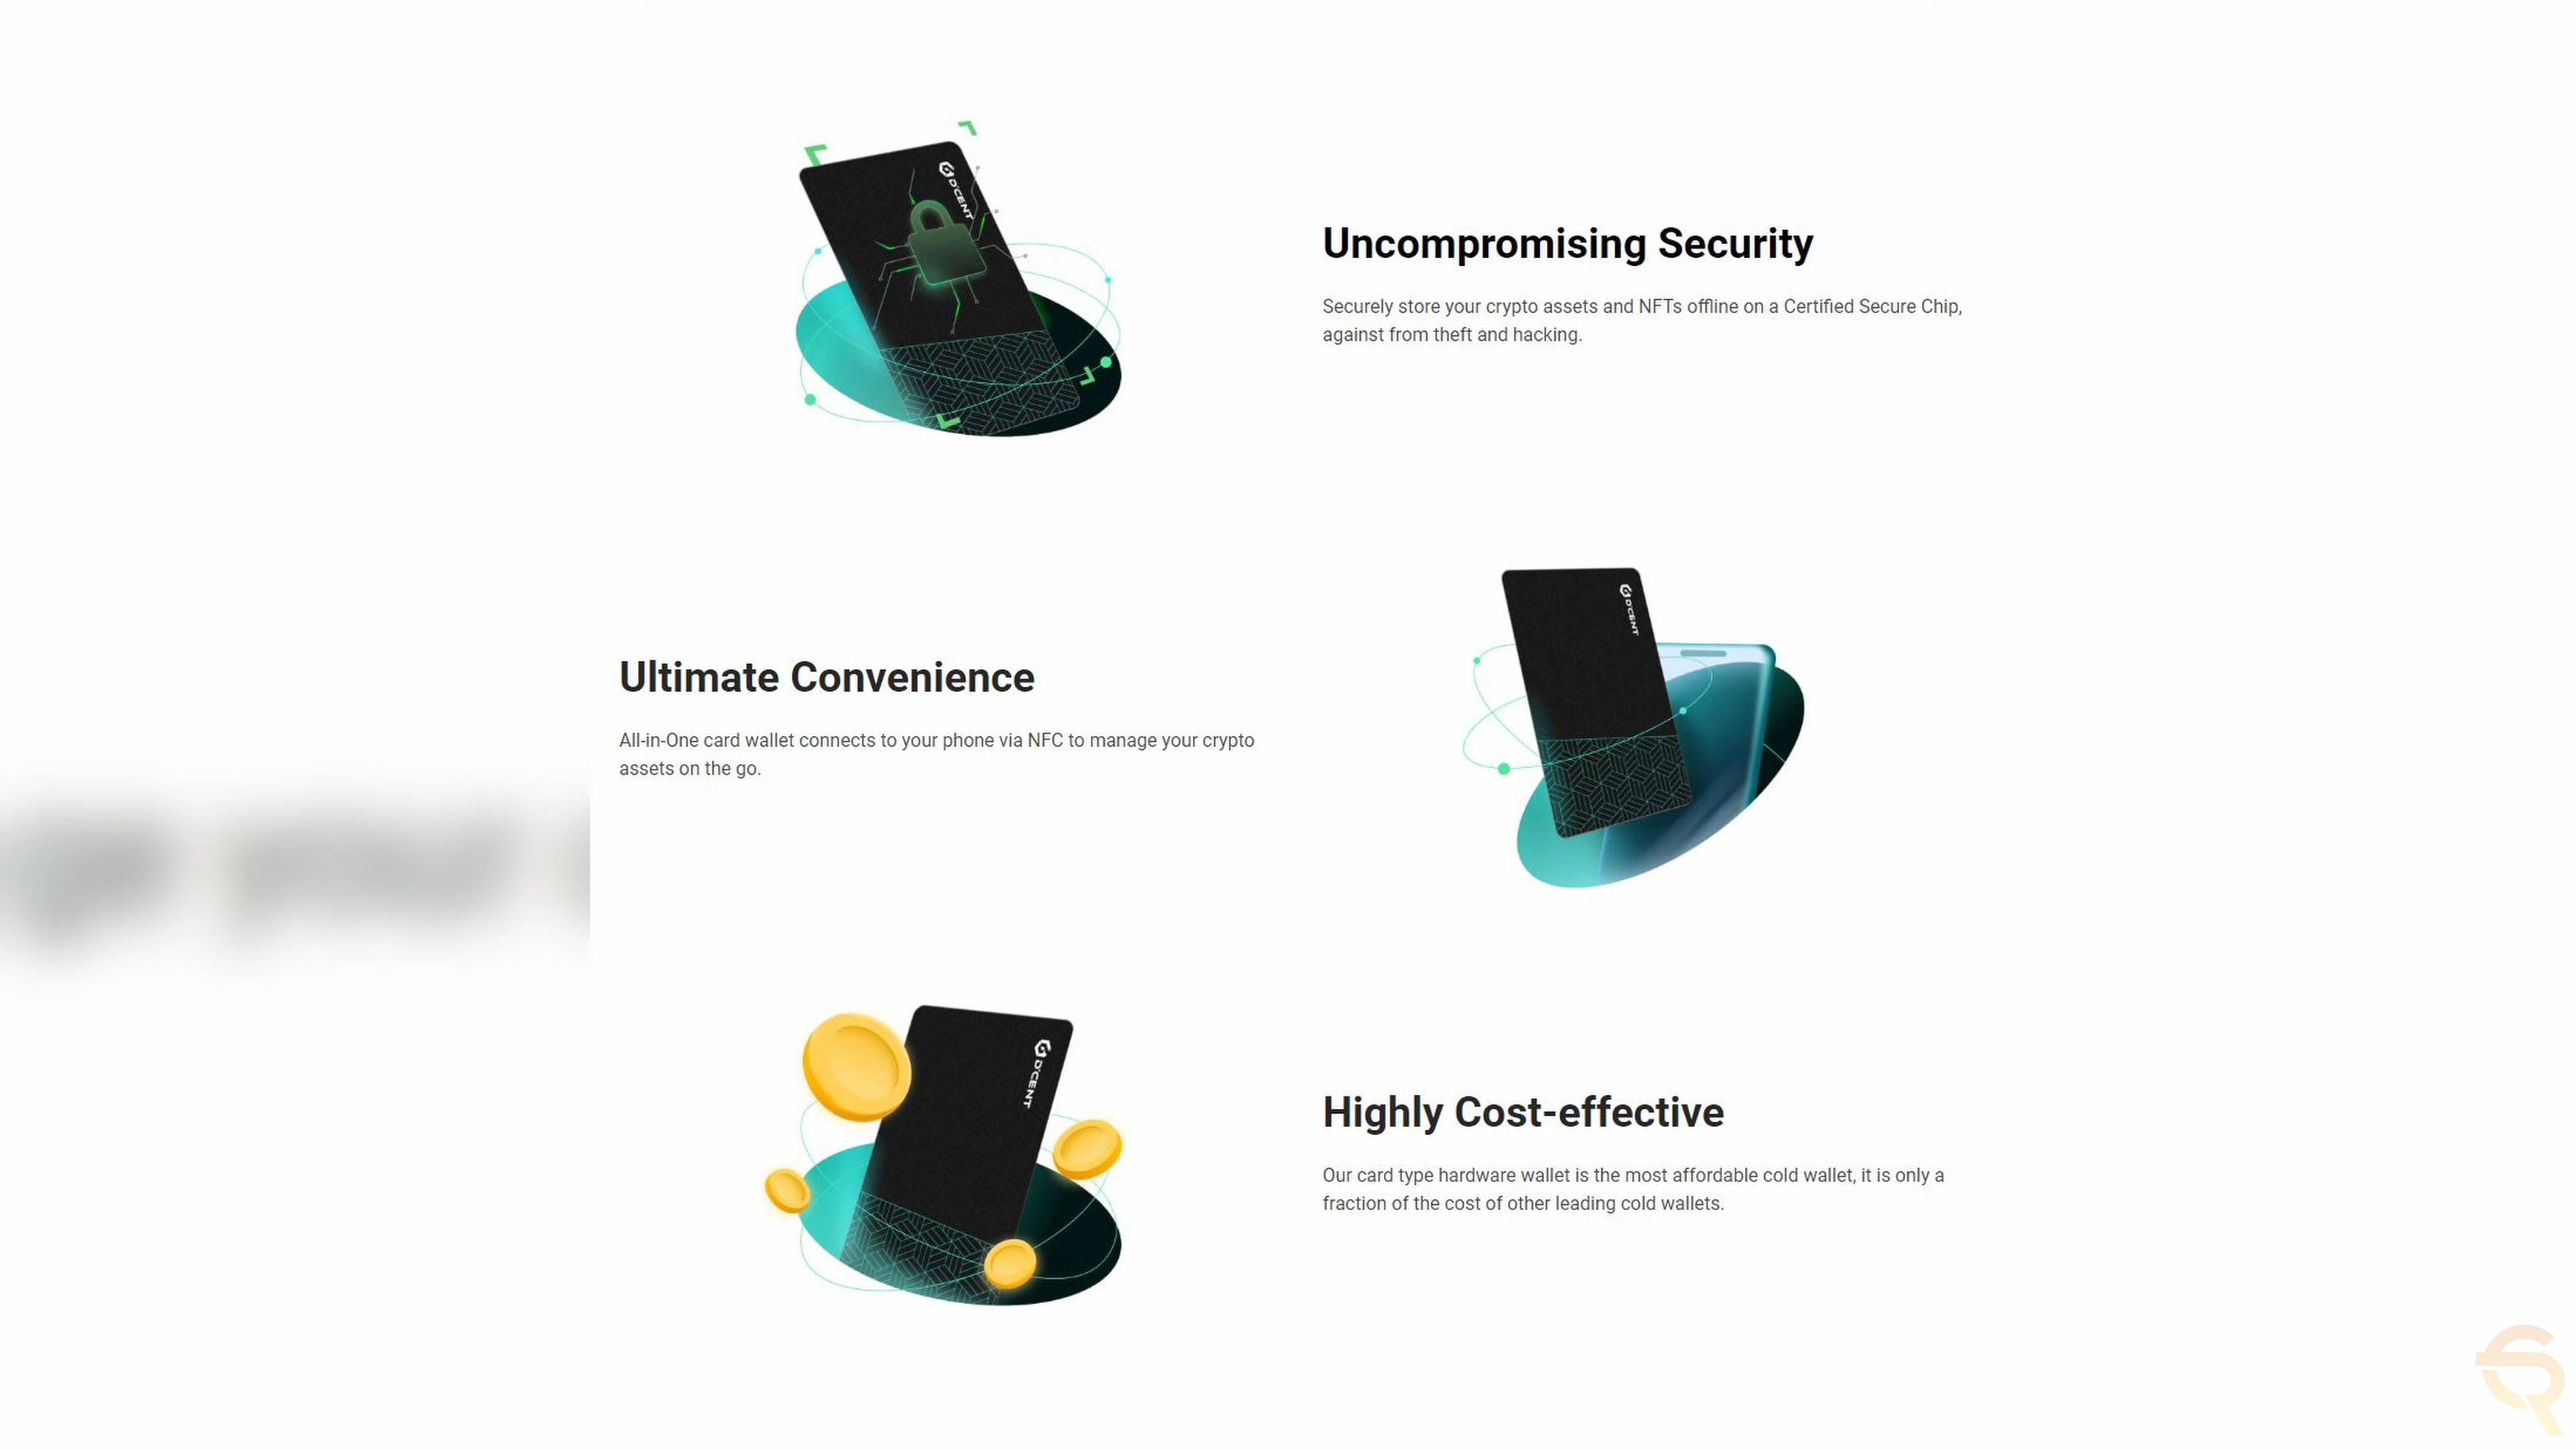 D'CENT
Uncompromising Security
Securely store your crypto assets and NFTs offline on a Certified Secure Chip,
against from theft and hacking.
D'CENT
Ultimate Convenience
All-in-One card wallet connects to your phone via NFC to manage your crypto
assets on the go.
D'CENT
Highly Cost-effective
Our card type hardware wallet is the most affordable cold wallet, it is only a
fraction of the cost of other leading cold wallets.